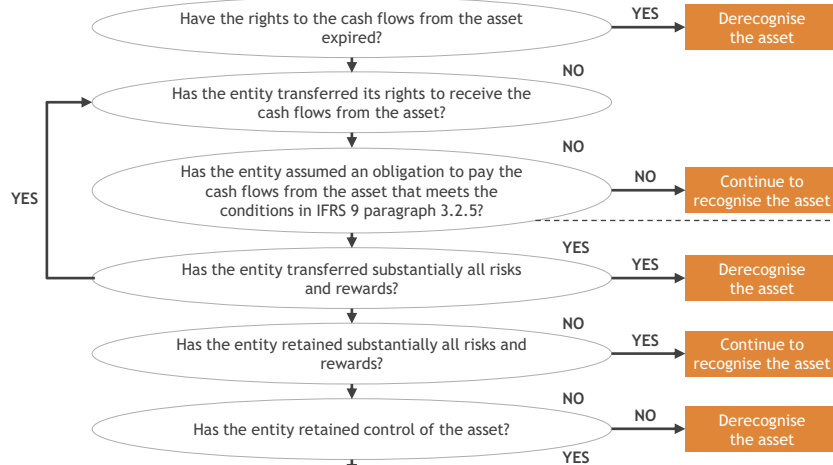 Have the rights to the cash flows from the asset
expired?
YES
Derecognise
the asset
NO
Has the entity transferred its rights to receive the
cash flows from the asset?
NO
Has the entity assumed an obligation to pay the
cash flows from the asset that meets the
conditions in IFRS 9 paragraph 3.2.5?
NO
Continue to
recognise the asset
YES
YES
Has the entity transferred substantially all risks
and rewards?
YES
Derecognise
the asset
NO
Has the entity retained substantially all risks and
rewards?
YES
Continue to
recognise the asset
NO
Has the entity retained control of the asset?
NO
Derecognise
the asset
YES